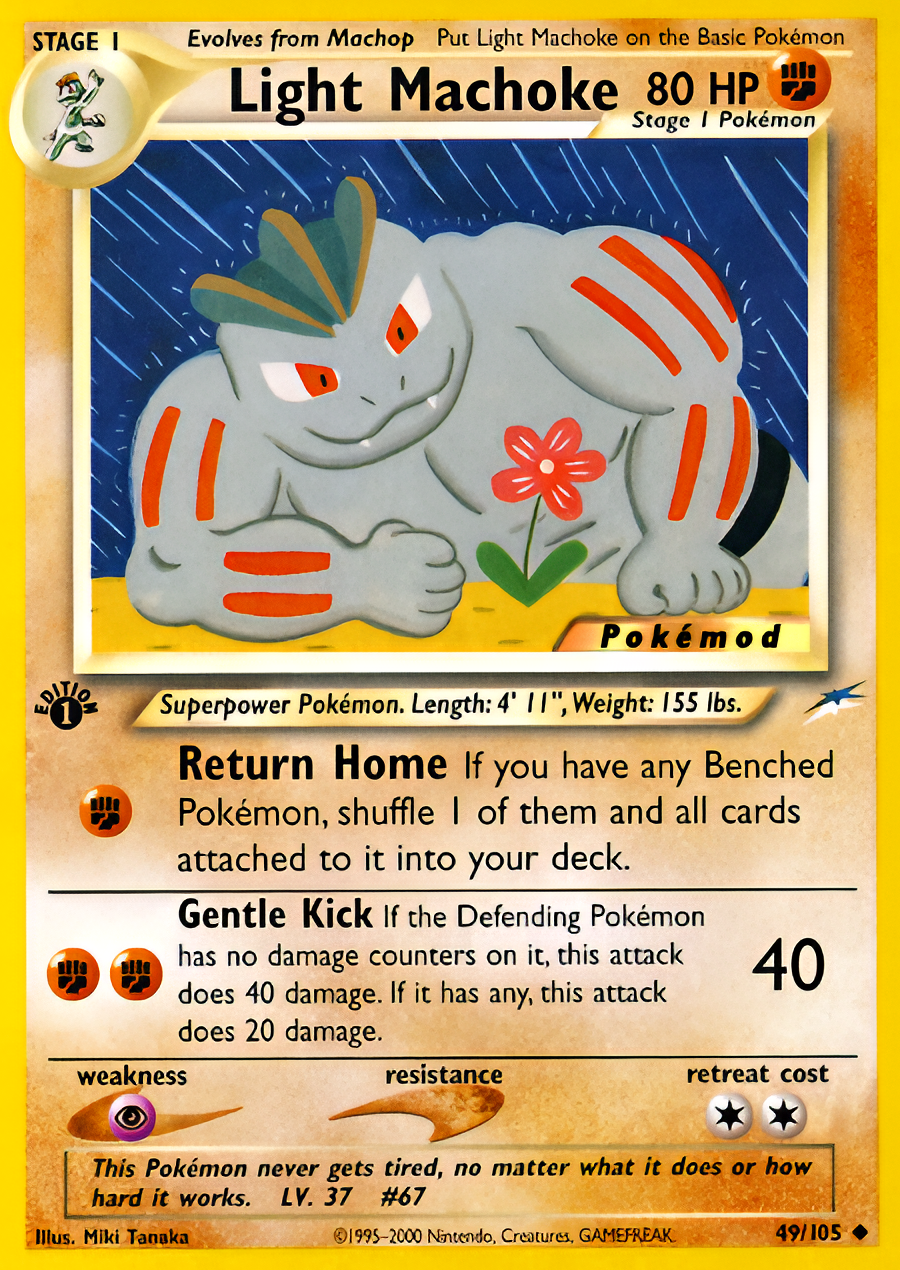 STAGE 1
Evolves from Machop Put Light Machoke on the Basic Pokémon
Light Machoke 80 HP
Stage 1 Pokémon
Pokémod
EDITION
1
Superpower Pokémon. Length: 4' 11", Weight: 155 lbs.
Return Home If you have any Benched
Pokémon, shuffle 1 of them and all cards
attached to it into your deck.
Gentle Kick If the Defending Pokémon
has no damage counters on it, this attack
does 40 damage. If it has any, this attack
does 20 damage.
40
weakness resistance retreat cost
This Pokémon never gets tired, no matter what it does or how
hard it works. LV. 37 #67
Illus. Miki Tanaka ©1995-2000 Nintendo, Creatures, GAMEFREAK. 49/105